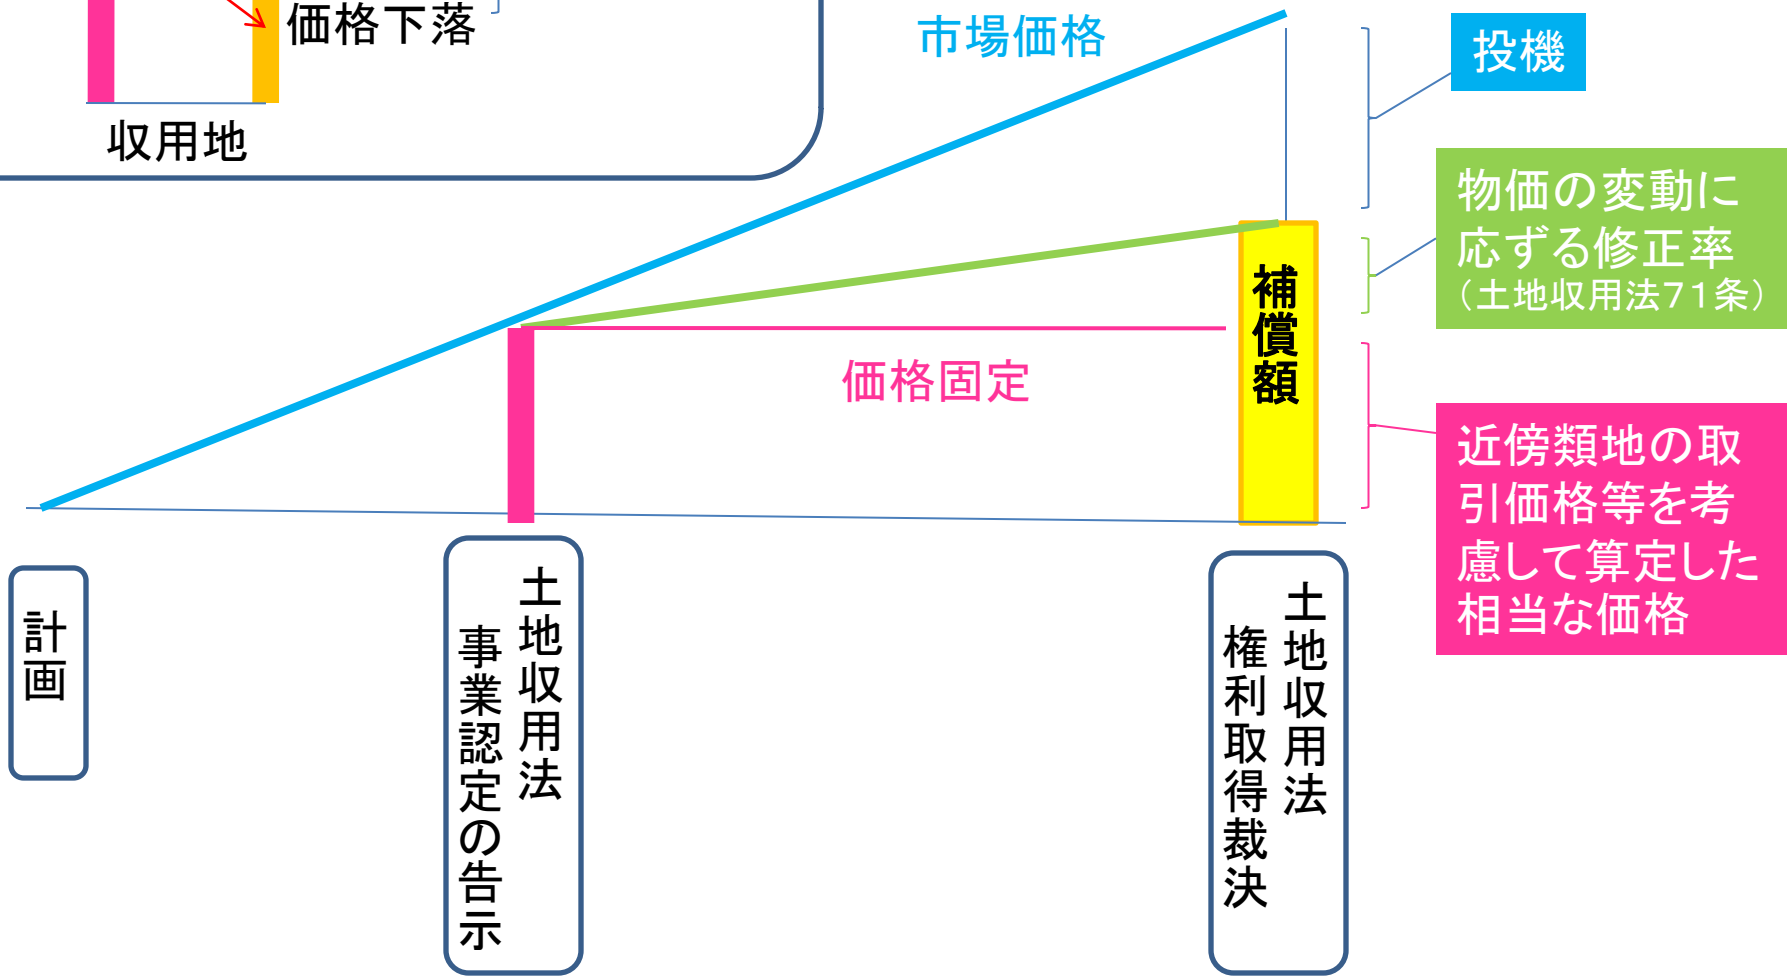 価格下落
収用地
市場価格
投機
物価の変動に
応ずる修正率
（土地収用法71条）
補償額
価格固定
近傍類地の取
引価格等を考
慮して算定した
相当な価格
計画
土地収用法
事業認定の告示
土地収用法
権利取得裁決